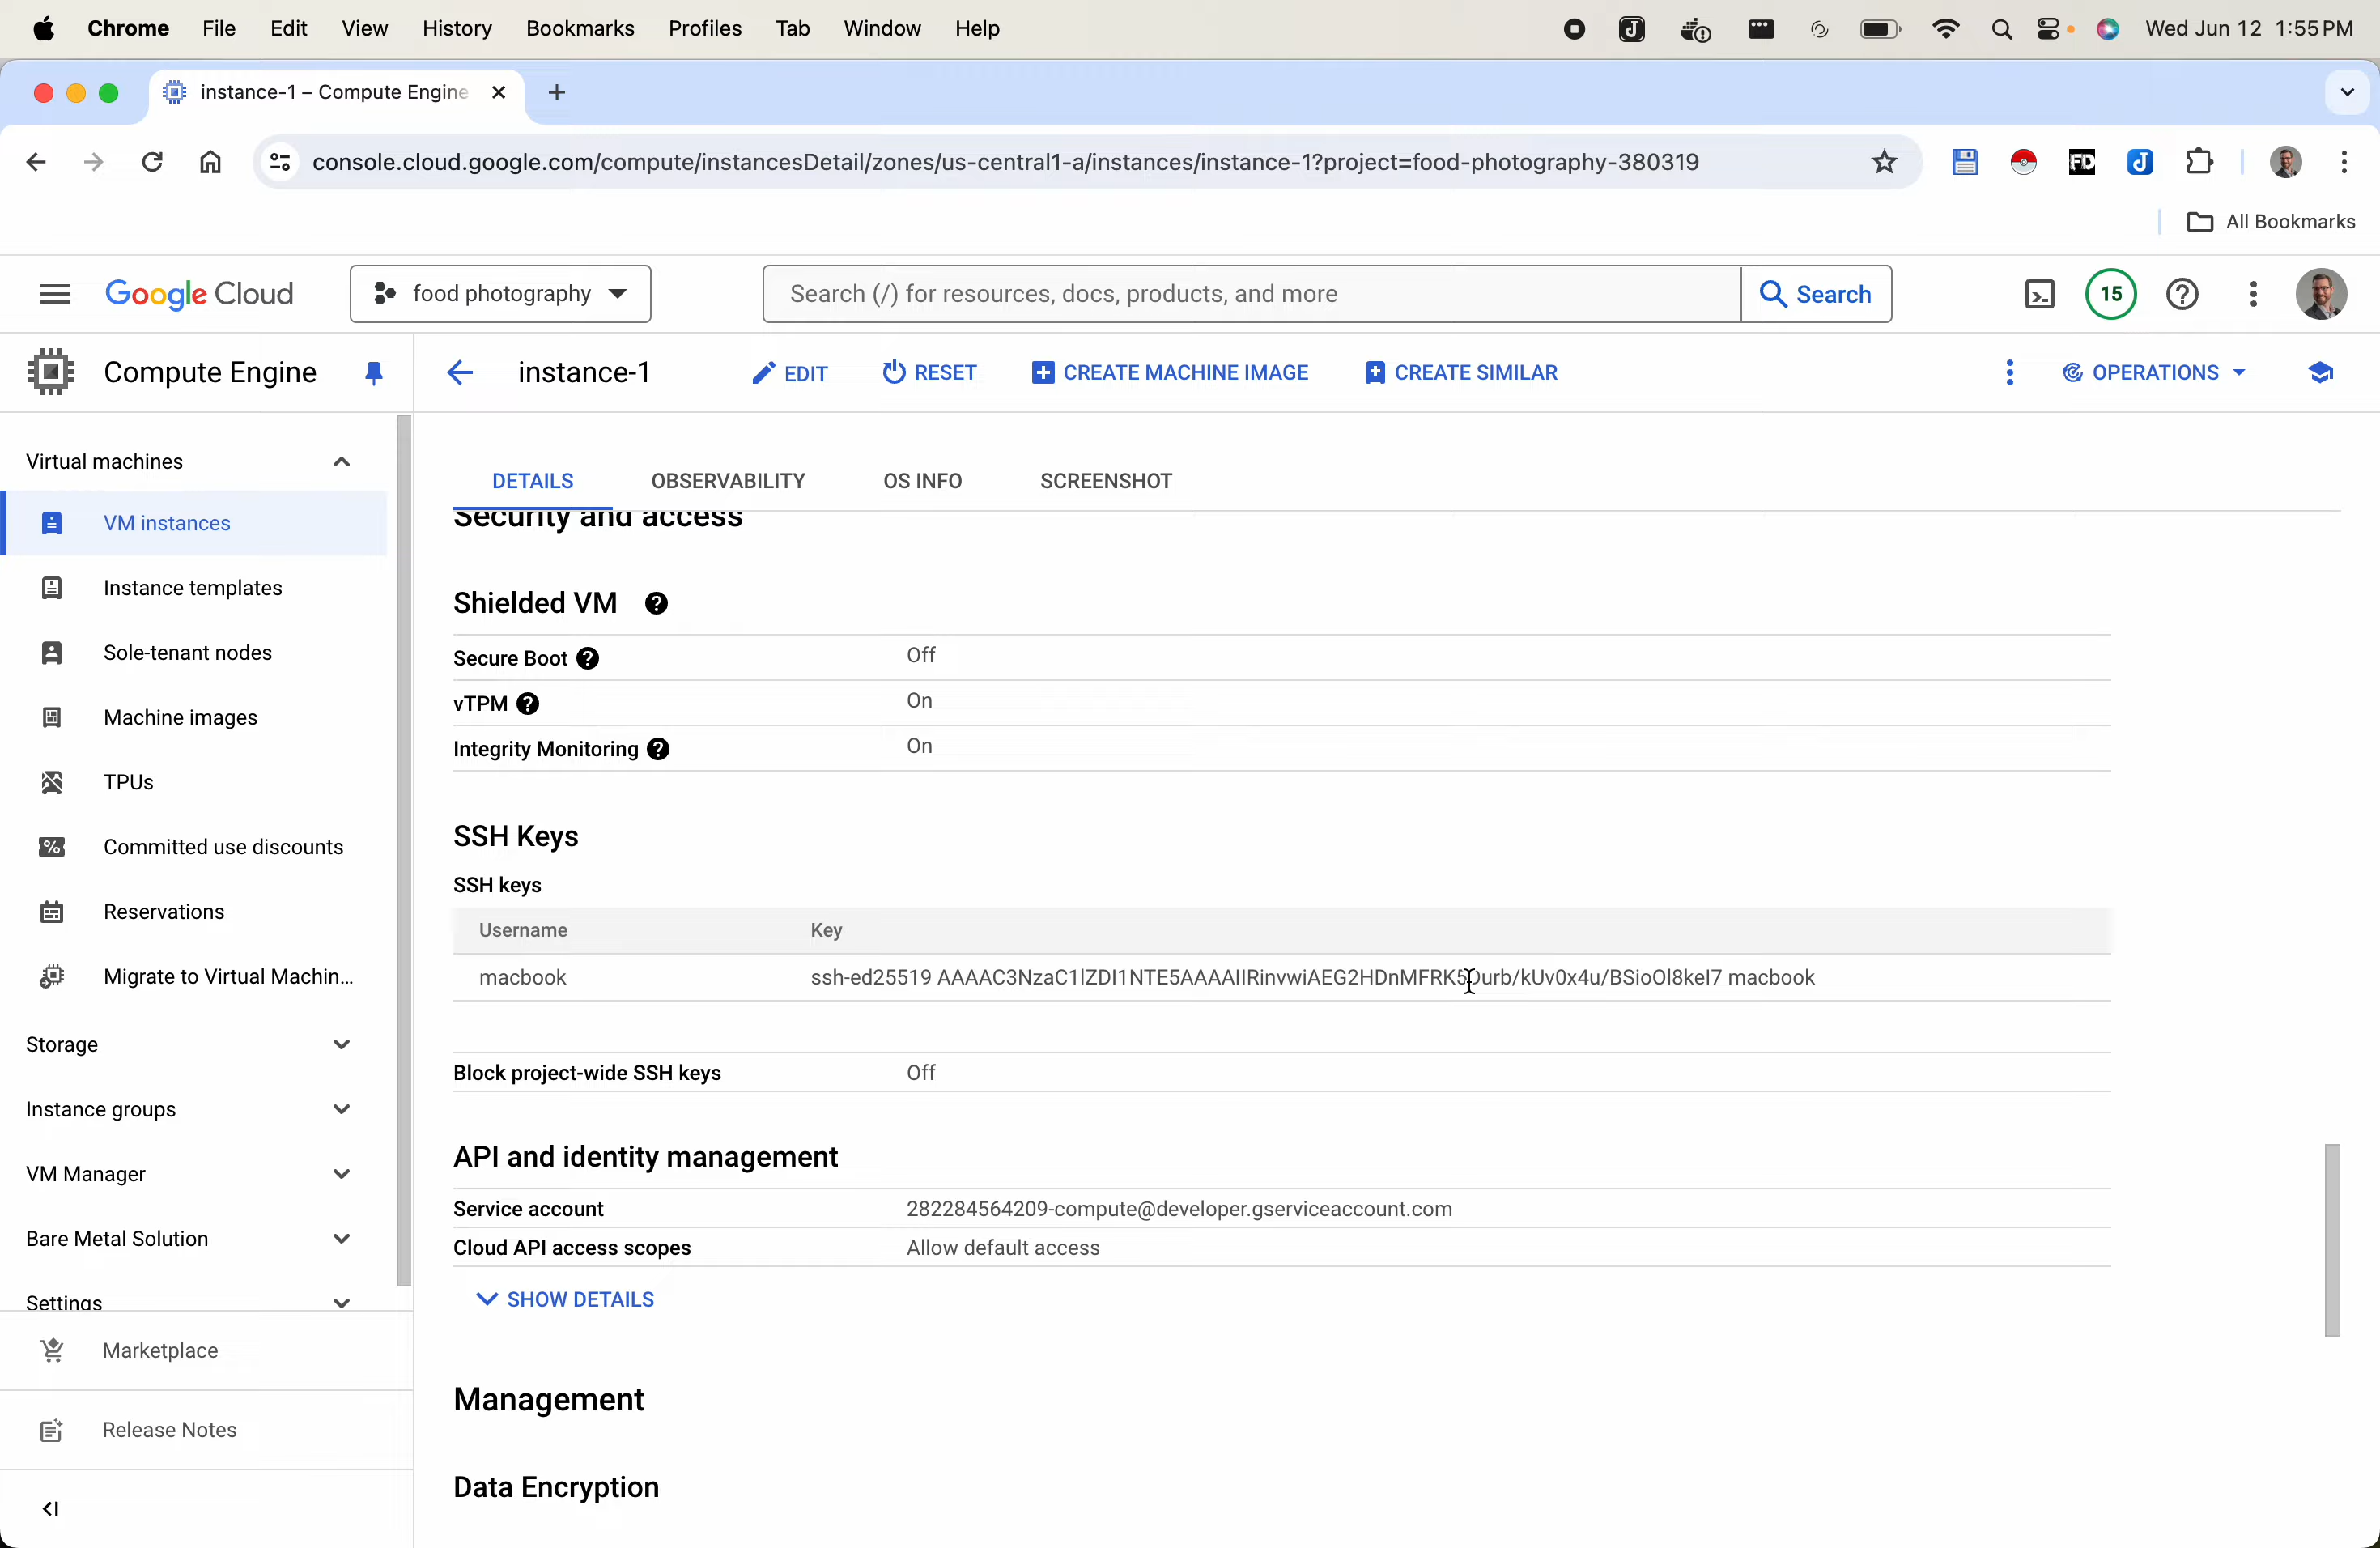 Chrome File Edit View History Bookmarks Profiles Tab Window Help Wed Jun 12 1:55 PM
instance-1 – Compute Engine
console.cloud.google.com/compute/instancesDetail/zones/us-central1-a/instances/instance-1?project=food-photography-380319
All Bookmarks
Google Cloud food photography Search (/) for resources, docs, products, and more Search 15
Compute Engine instance-1 EDIT RESET CREATE MACHINE IMAGE CREATE SIMILAR OPERATIONS
Virtual machines
VM instances
Instance templates
Sole-tenant nodes
Machine images
TPUs
Committed use discounts
Reservations
Migrate to Virtual Machin...
Storage
Instance groups
VM Manager
Bare Metal Solution
Settings
Marketplace
Release Notes
DETAILS OBSERVABILITY OS INFO SCREENSHOT
Security and access
Shielded VM
Secure Boot Off
vTPM On
Integrity Monitoring On
SSH Keys
SSH keys
Username Key
macbook ssh-ed25519 macbook
Block project-wide SSH keys Off
API and identity management
Service account 282284564209-compute@developer.gserviceaccount.com
Cloud API access scopes Allow default access
SHOW DETAILS
Management
Data Encryption